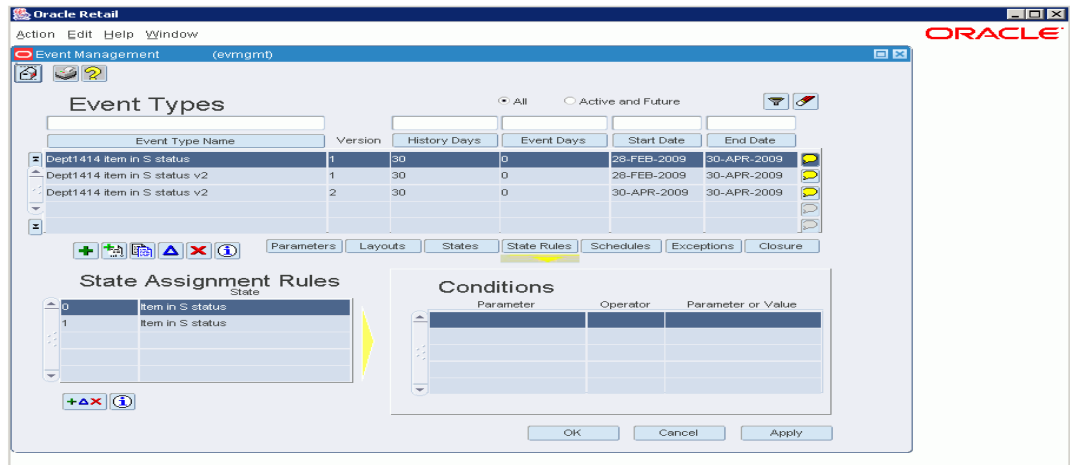 Oracle Retail
Action Edit Help Window
ORACLE
Event Management (evmgmt)
Event Types
All Active and Future
Event Type Name Version History Days Event Days Start Date End Date
Dept1414 item in S status 1 30 0 28-FEB-2009 30-APR-2009
Dept1414 item in S status v2 1 30 0 28-FEB-2009 30-APR-2009
Dept1414 item in S status v2 2 30 0 30-APR-2009 30-APR-2009
Parameters Layouts States State Rules Schedules Exceptions Closure
State Assignment Rules
State
0 Item in S status
1 Item in S status
Conditions
Parameter Operator Parameter or Value
OK Cancel Apply